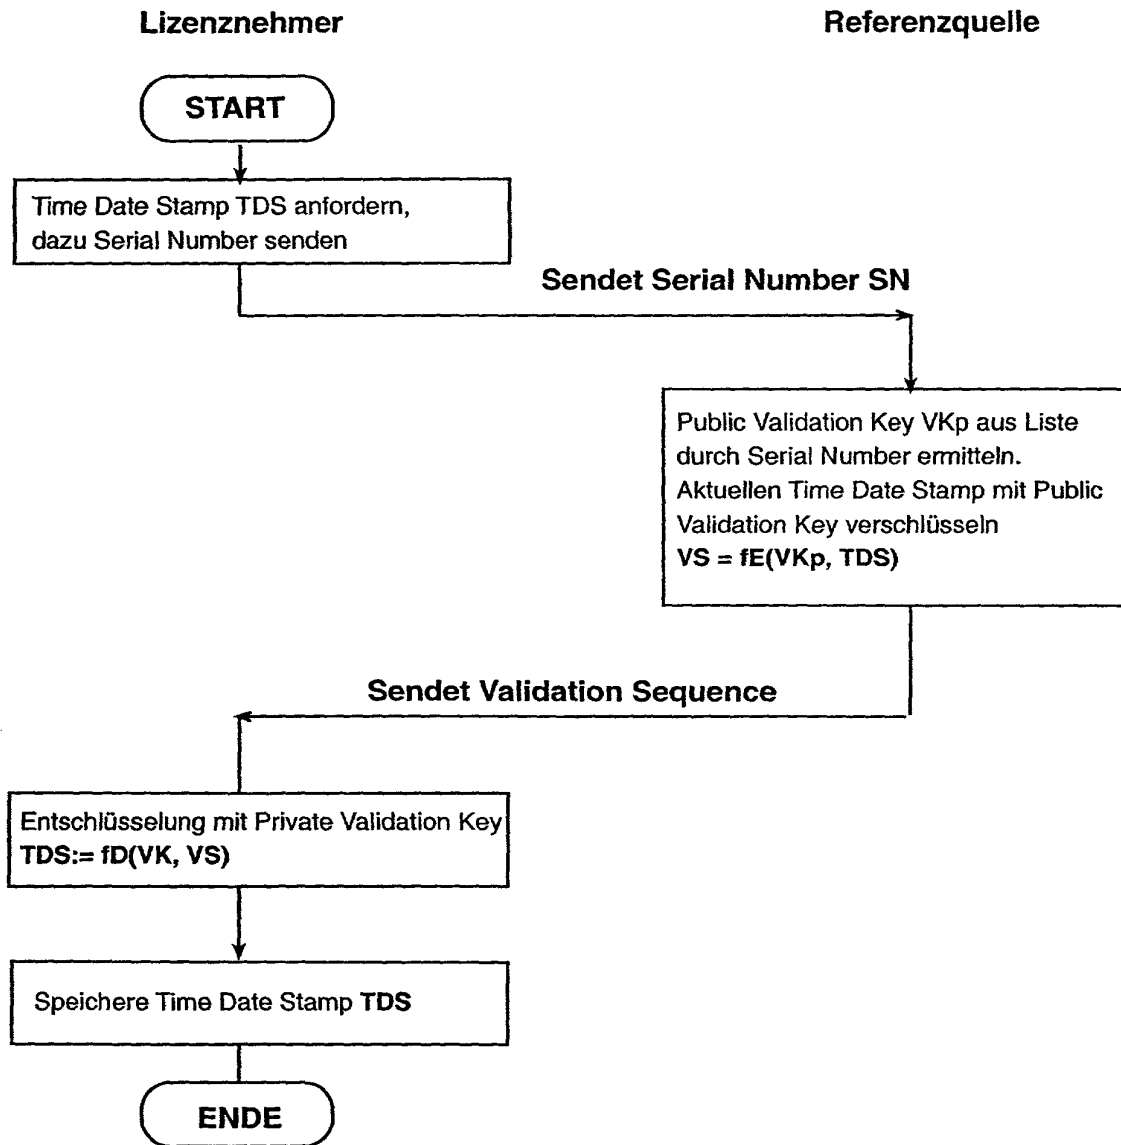 Lizenznehmer
Referenzquelle
START
Time Date Stamp TDS anfordern,
dazu Serial Number senden
Sendet Serial Number SN
Public Validation Key VKp aus Liste
durch Serial Number ermitteln.
Aktuellen Time Date Stamp mit Public
Validation Key verschlüsseln
VS = fE(VKp, TDS)
Sendet Validation Sequence
Entschlüsselung mit Private Validation Key
TDS:= fD(VK, VS)
Speichere Time Date Stamp TDS
ENDE